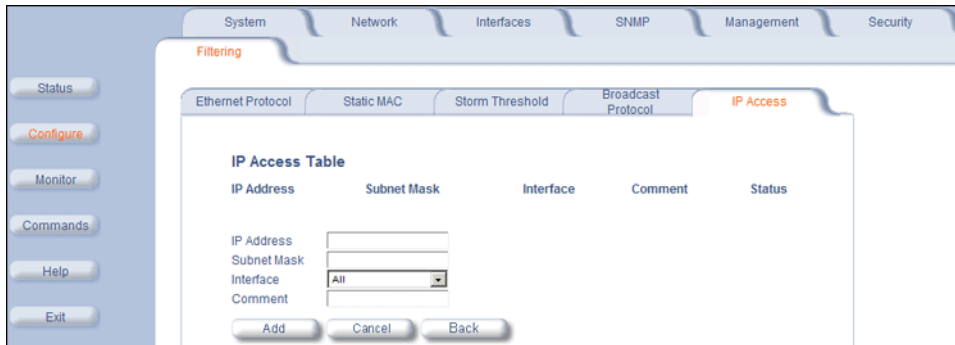 System Network Interfaces SNMP Management Security
Filtering
Status
Configure
Monitor
Commands
Help
Exit
Ethernet Protocol Static MAC Storm Threshold Broadcast Protocol IP Access
IP Access Table
IP Address Subnet Mask Interface Comment Status
IP Address
Subnet Mask
Interface All
Comment
Add Cancel Back